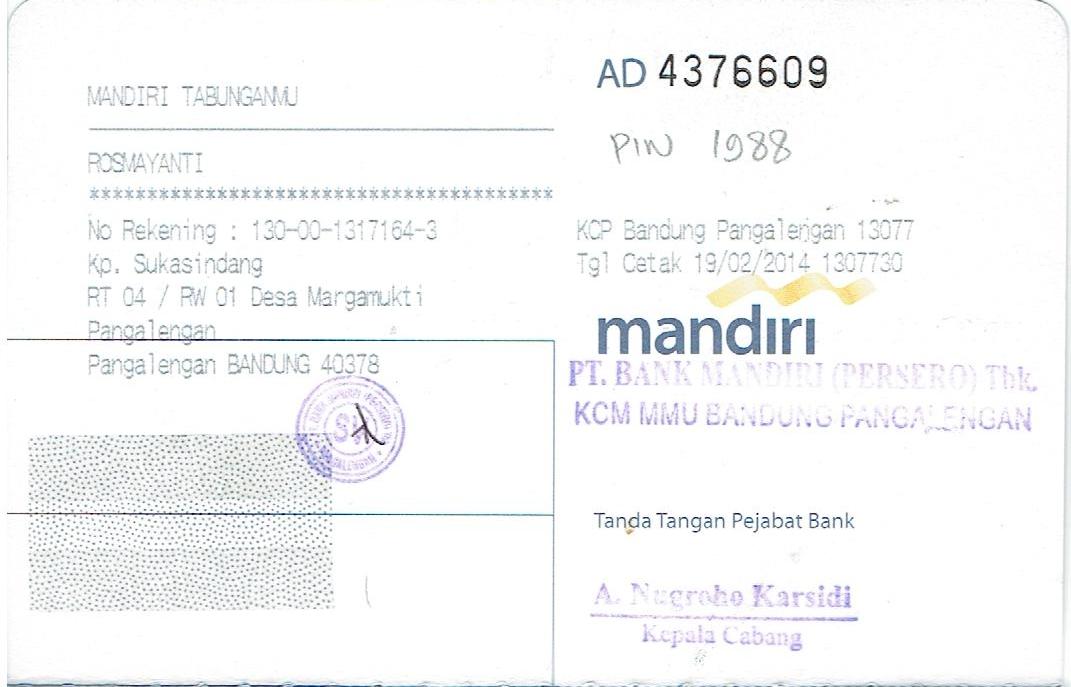 MANDIRI TABUNGANMU
ROSMAYANTI
****************************************
No Rekening : 130-00-1317164-3
Kp. Sukasindang
RT 04 / RW 01 Desa Margamukti
Pangalengan
Pangalengan BANDUNG 40378
AD 4376609
PIN 1988
KCP Bandung Pangalengan 13077
Tgl Cetak 19/02/2014 1307730
mandiri
PT. BANK MANDIRI (PERSERO) Tbk.
KCM MMU BANDUNG PANGALENGAN
Tanda Tangan Pejabat Bank
A. Nugroho Karsidi
Kepala Cabang